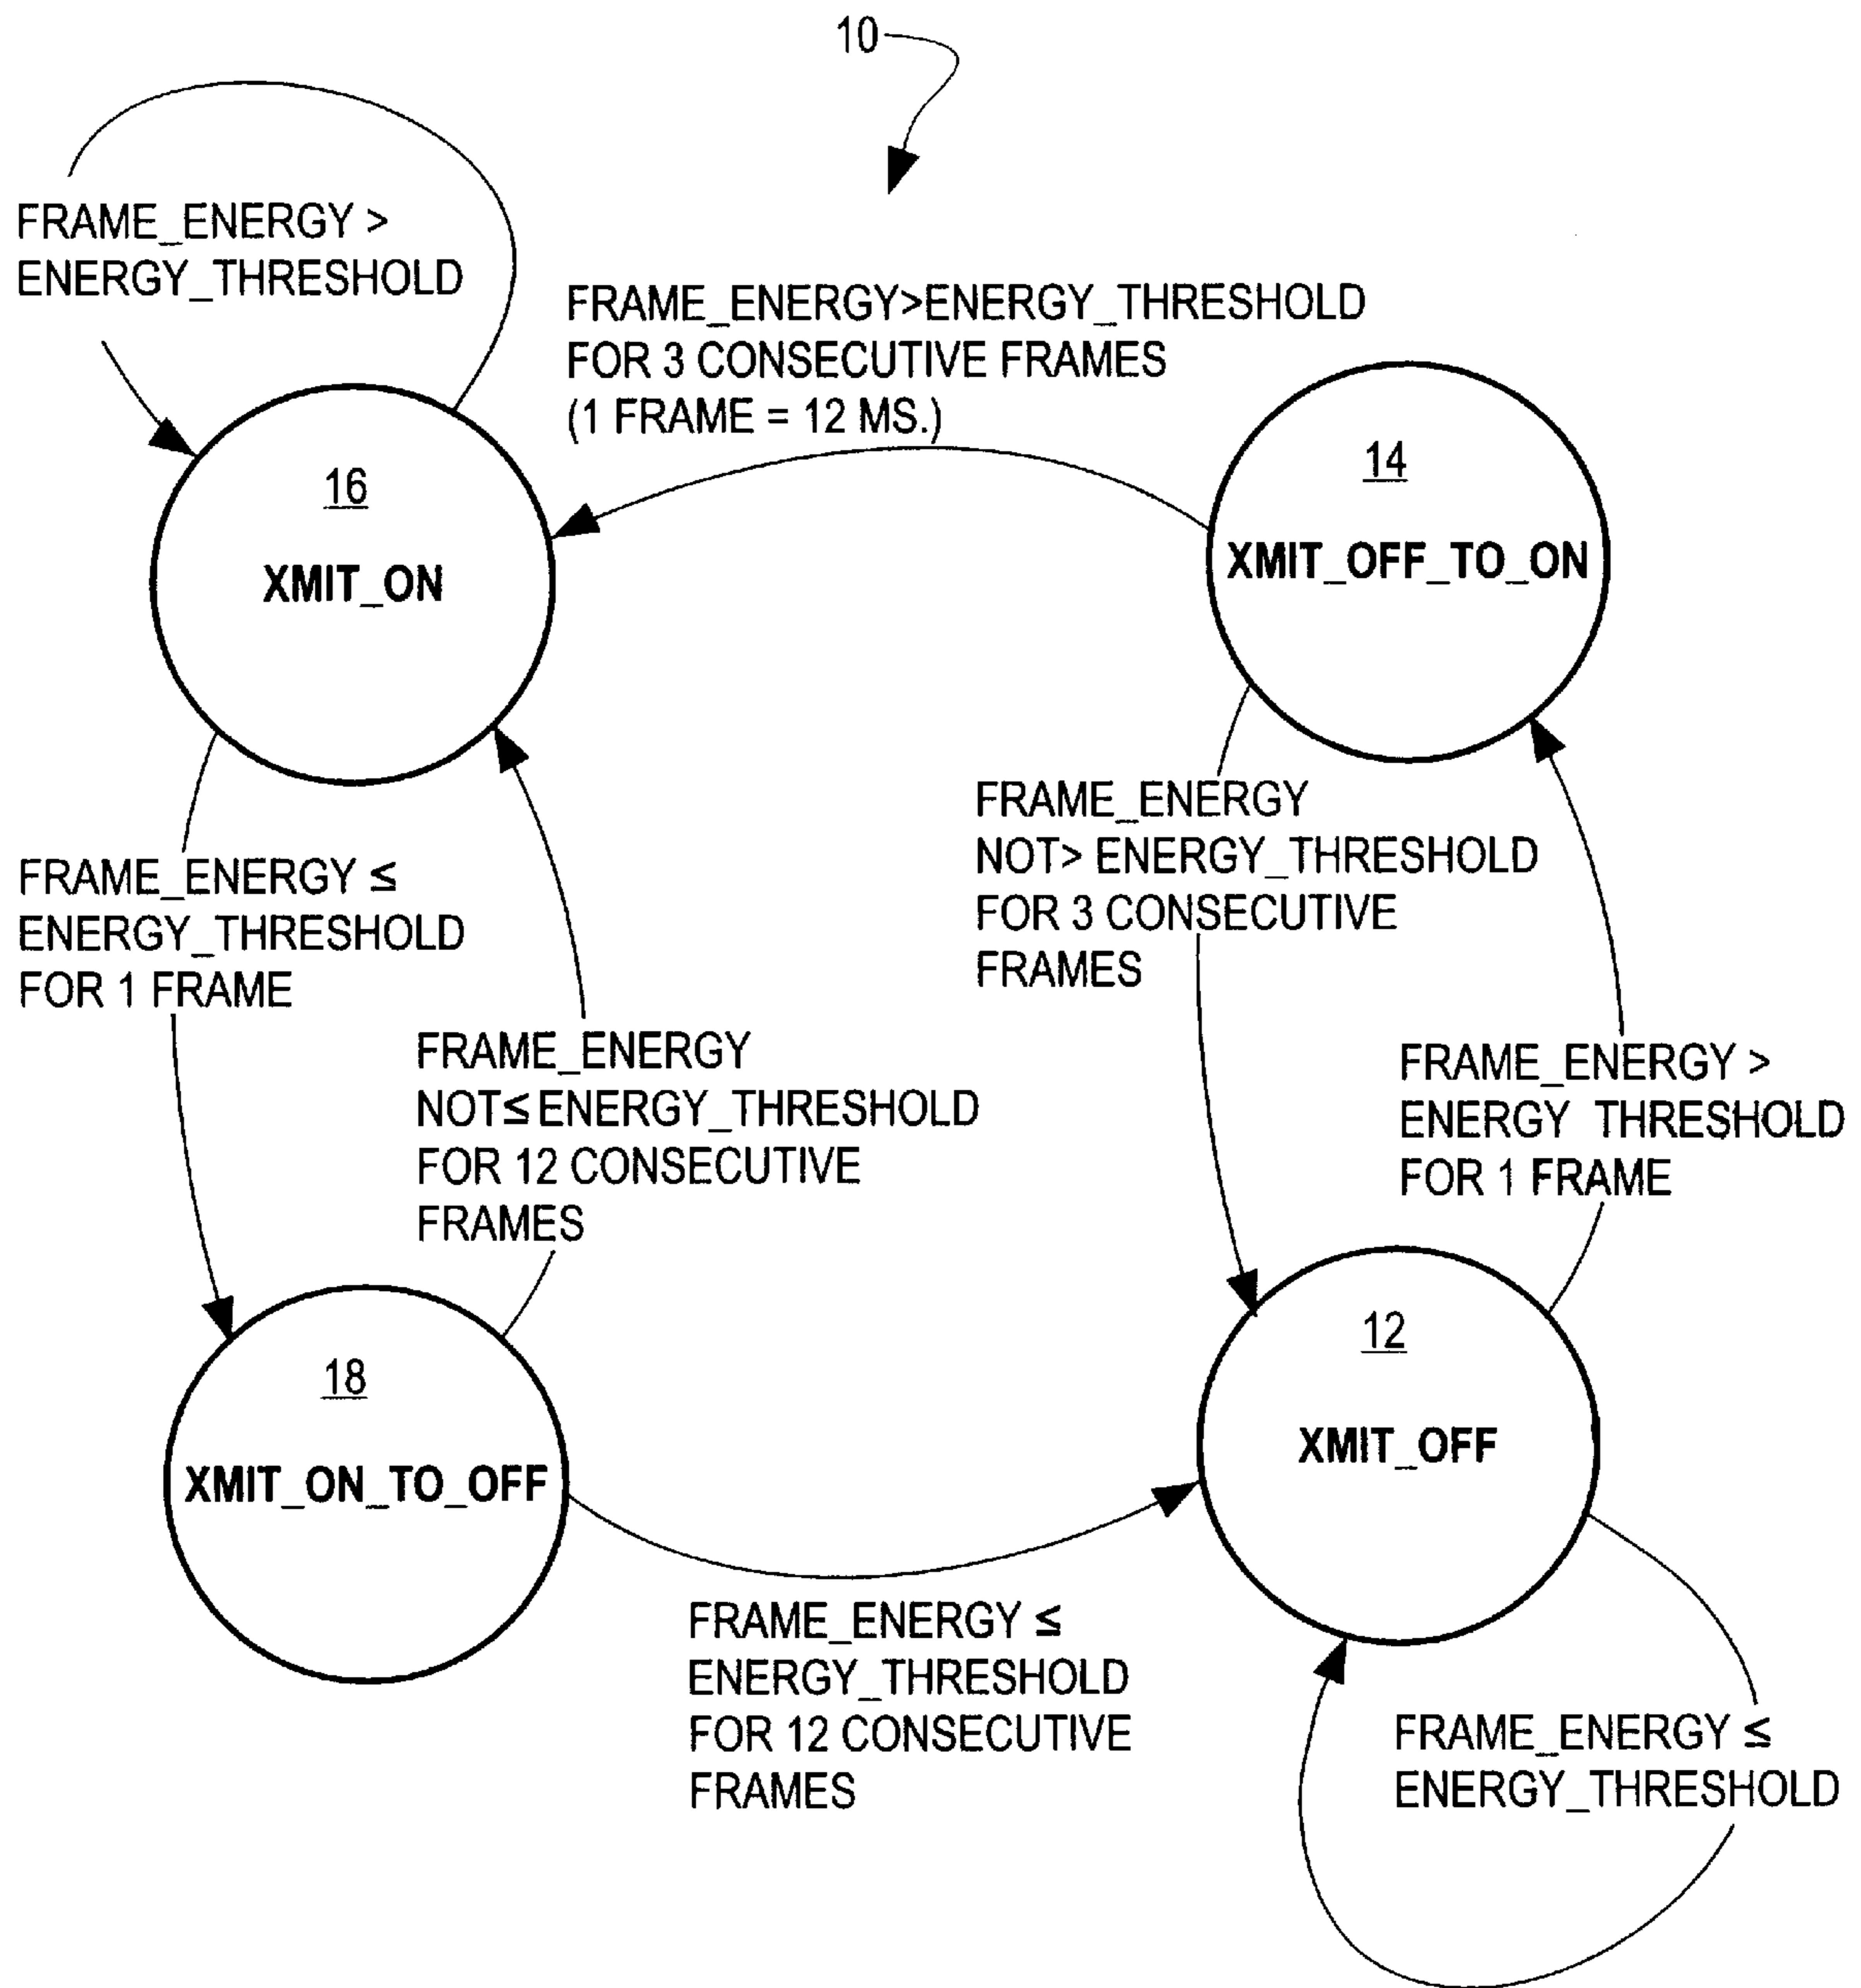 10
FRAME_ENERGY >
ENERGY_THRESHOLD
FRAME_ENERGY>ENERGY_THRESHOLD
FOR 3 CONSECUTIVE FRAMES
(1 FRAME = 12 MS.)
16
XMIT_ON
14
XMIT_OFF_TO_ON
FRAME_ENERGY ≤
ENERGY_THRESHOLD
FOR 1 FRAME
FRAME_ENERGY
NOT≤ ENERGY_THRESHOLD
FOR 12 CONSECUTIVE
FRAMES
FRAME_ENERGY
NOT> ENERGY_THRESHOLD
FOR 3 CONSECUTIVE
FRAMES
FRAME_ENERGY >
ENERGY THRESHOLD
FOR 1 FRAME
18
XMIT_ON_TO_OFF
12
XMIT_OFF
FRAME_ENERGY ≤
ENERGY_THRESHOLD
FOR 12 CONSECUTIVE
FRAMES
FRAME_ENERGY ≤
ENERGY_THRESHOLD